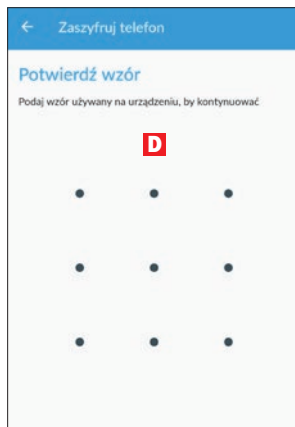 Zaszyfruj telefon
Potwierdź wzór
Podaj wzór używany na urządzeniu, by kontynuować
D